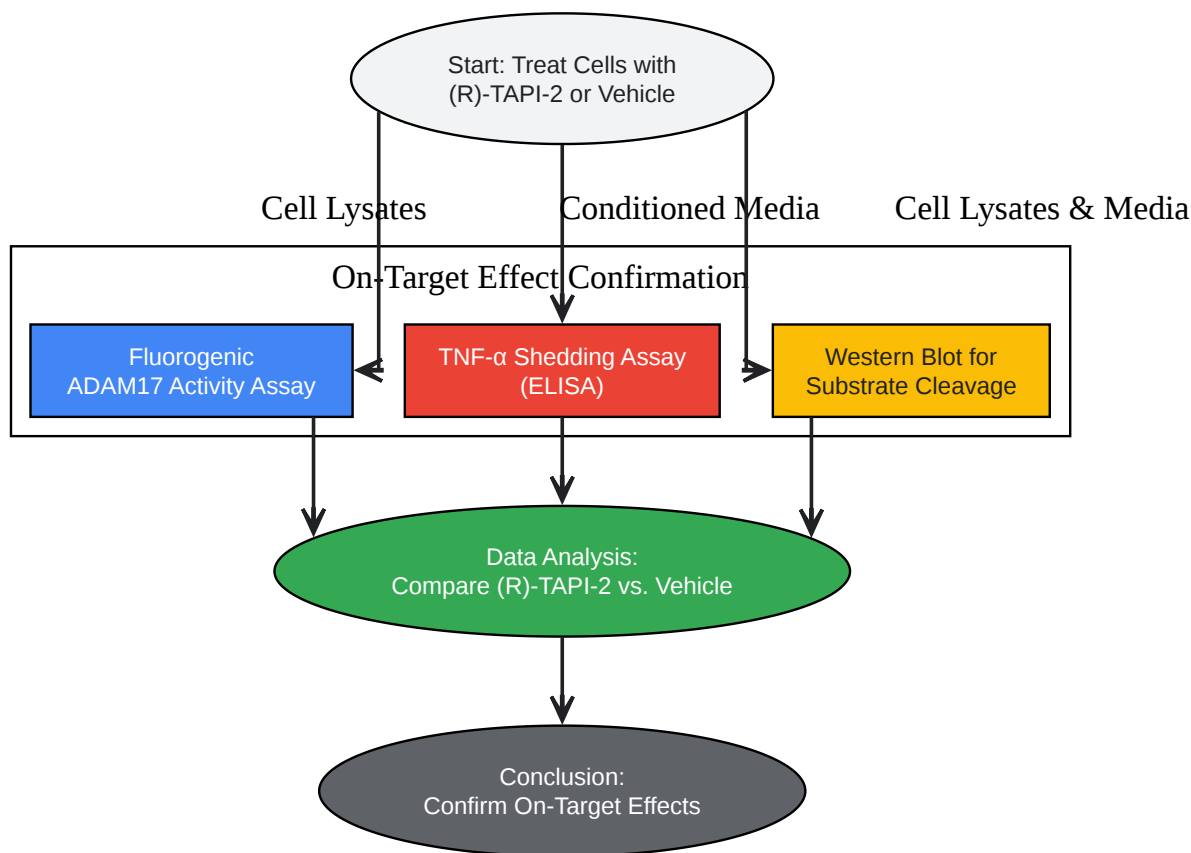 Start: Treat Cells with
(R)-TAPI-2 or Vehicle
Cell Lysates
Conditioned Media
Cell Lysates & Media
On-Target Effect Confirmation
Fluorogenic
ADAM17 Activity Assay
TNF-α Shedding Assay
(ELISA)
Western Blot for
Substrate Cleavage
Data Analysis:
Compare (R)-TAPI-2 vs. Vehicle
Conclusion:
Confirm On-Target Effects